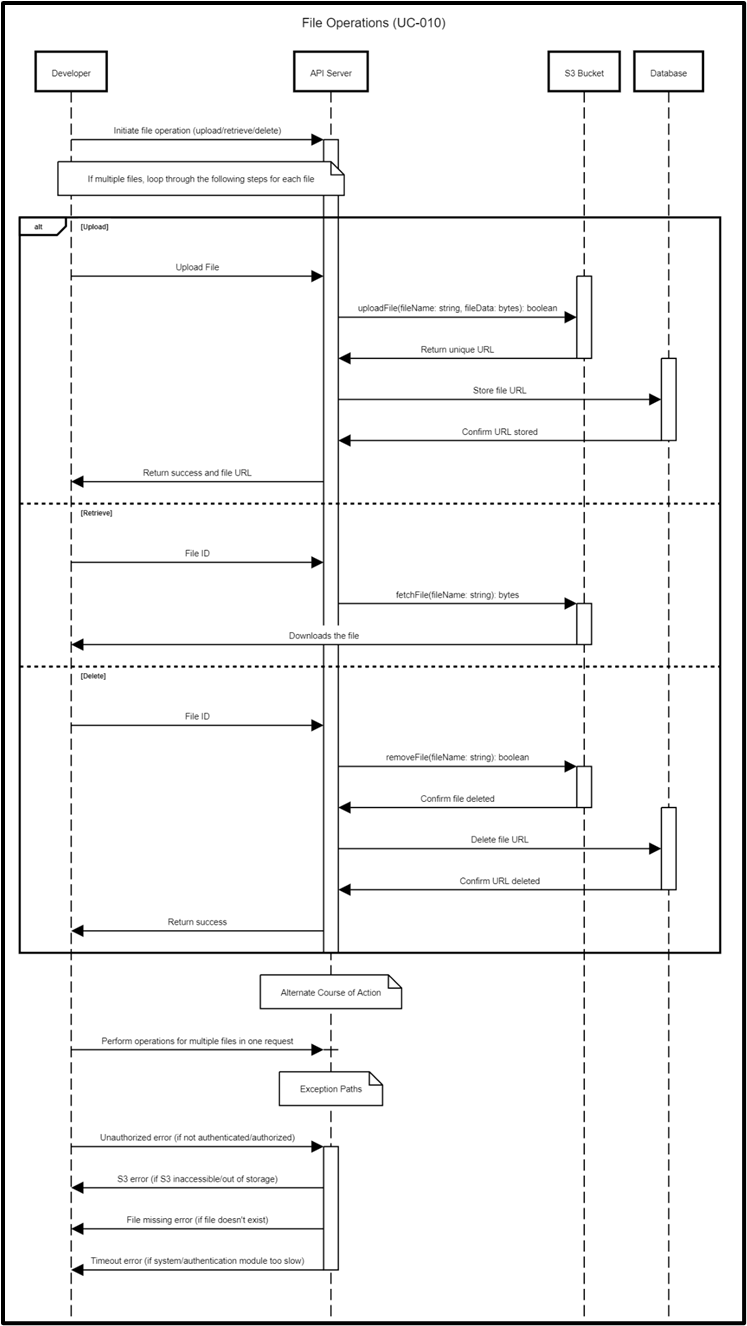 File Operations (UC-010)
Developer
API Server
S3 Bucket
Database
Initiate file operation (upload/retrieve/delete)
If multiple files, loop through the following steps for each file
alt
[Upload]
Upload File
uploadFile(fileName: string, fileData: bytes): boolean
Return unique URL
Store file URL
Confirm URL stored
Return success and file URL
[Retrieve]
File ID
fetchFile(fileName: string): bytes
Downloads the file
[Delete]
File ID
removeFile(fileName: string): boolean
Confirm file deleted
Delete file URL
Confirm URL deleted
Return success
Alternate Course of Action
Perform operations for multiple files in one request
Exception Paths
Unauthorized error (if not authenticated/authorized)
S3 error (if S3 inaccessible/out of storage)
File missing error (if file doesn't exist)
Timeout error (if system/authentication module too slow)